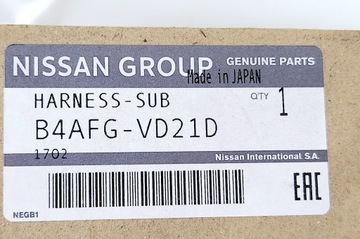 NISSAN GROUP GENUINE PARTS
Made in JAPAN
HARNESS-SUB QTY 1
B4AFG-VD21D
1702
Nissan International S.A.
EAC
NEGB1